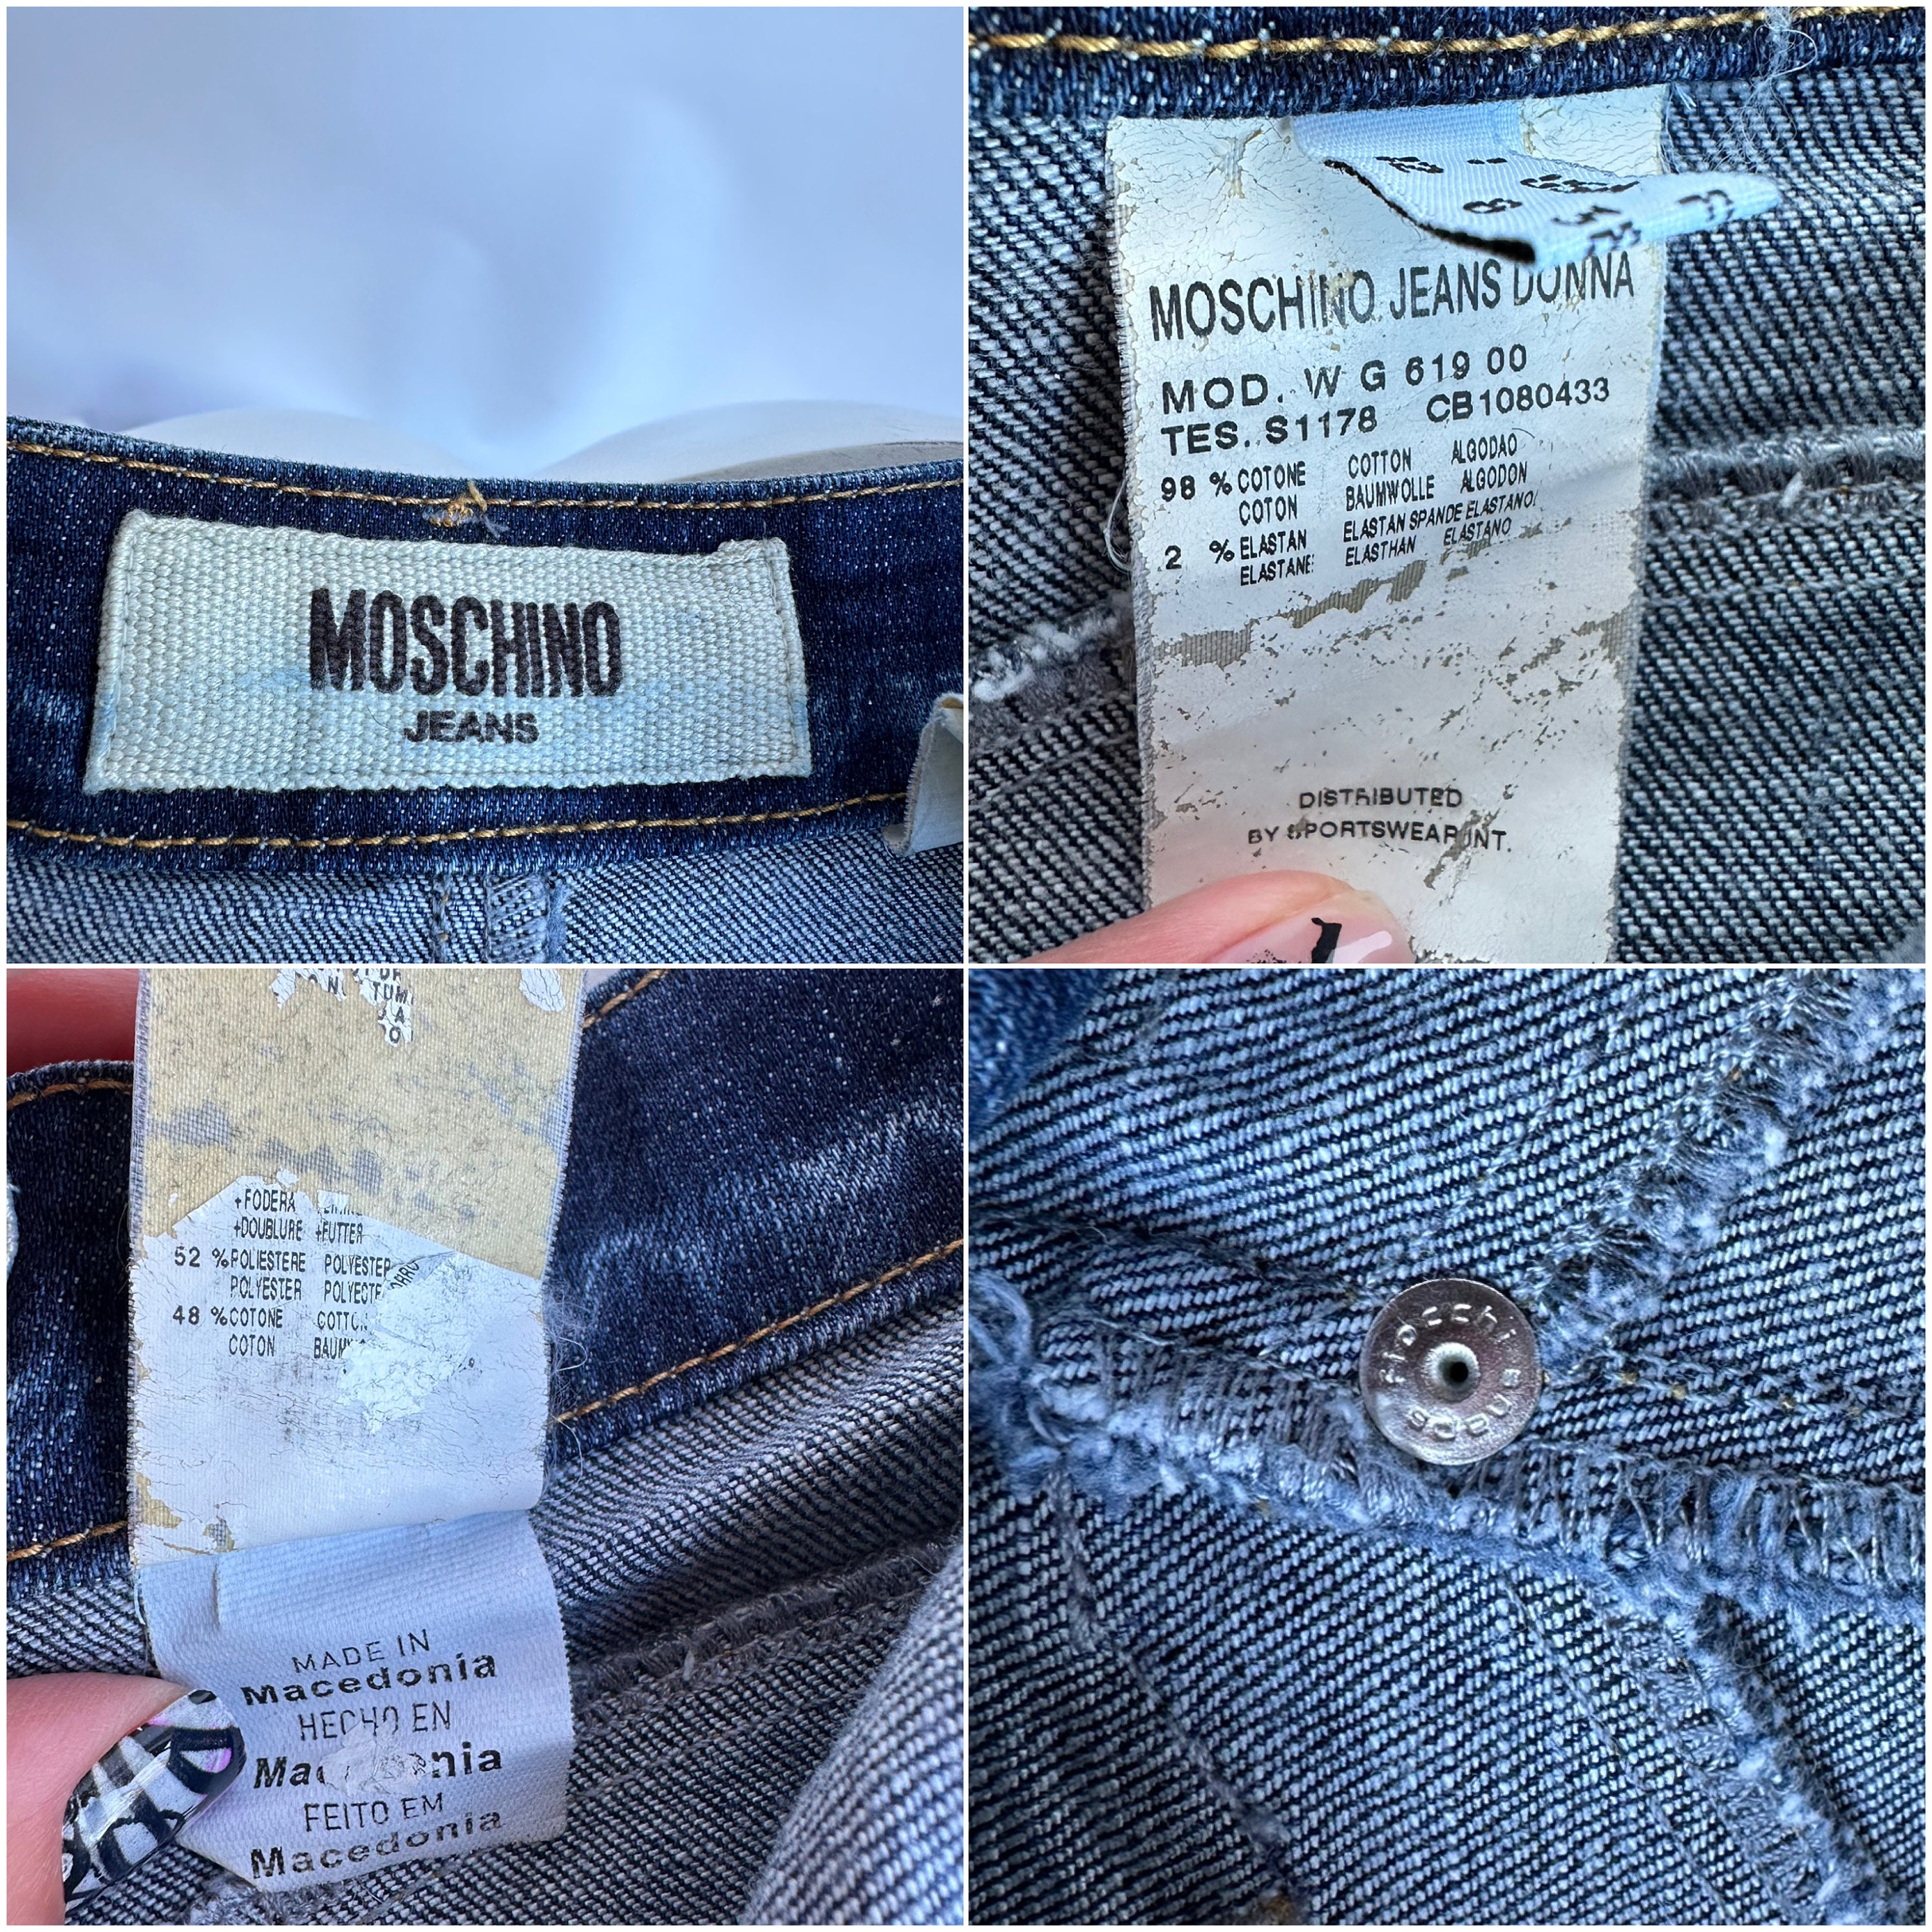 MOSCHINO
JEANS
MOSCHINO JEANS DONNA
MOD. W G 619 00
TES. S1178 CB1080433
98 % COTONE COTTON ALGODAO
COTON BAUMWOLLE ALGODON
2 % ELASTAN ELASTAN SPANDE ELASTANO
ELASTANE ELASTHAN ELASTANO
DISTRIBUTED
BY SPORTSWEAR INT.
+FODERA
+DOUBLURE +FUTTER
52 % POLIESTERE POLYESTER
POLYESTER
48 % COTONE
COTON
MADE IN
Macedonia
HECHO EN
FEITO EM
Macedonia
fiocchi snaps